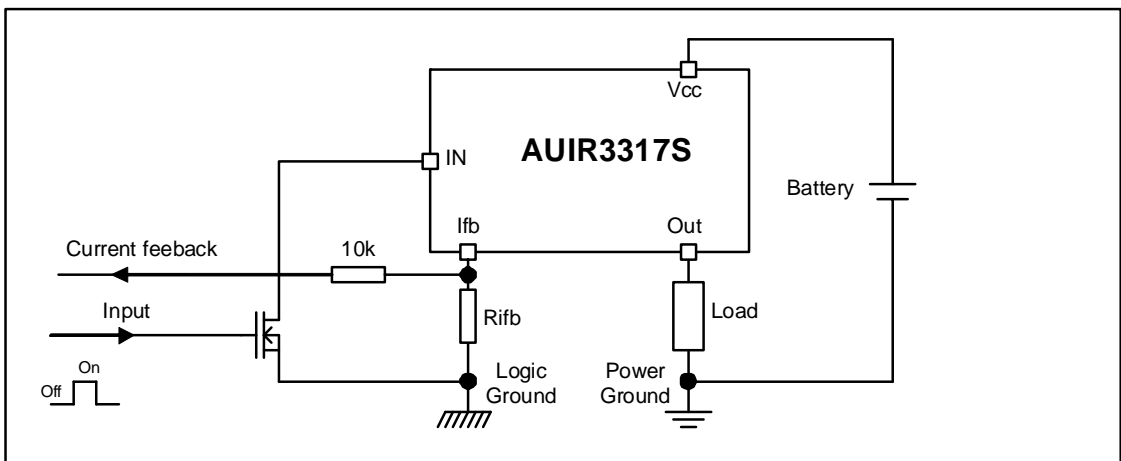 Vcc
AUIR3317S
IN
Battery
Ifb
Out
Current feeback
10k
Input
Rifb
Load
On
Off
Logic
Ground
Power
Ground